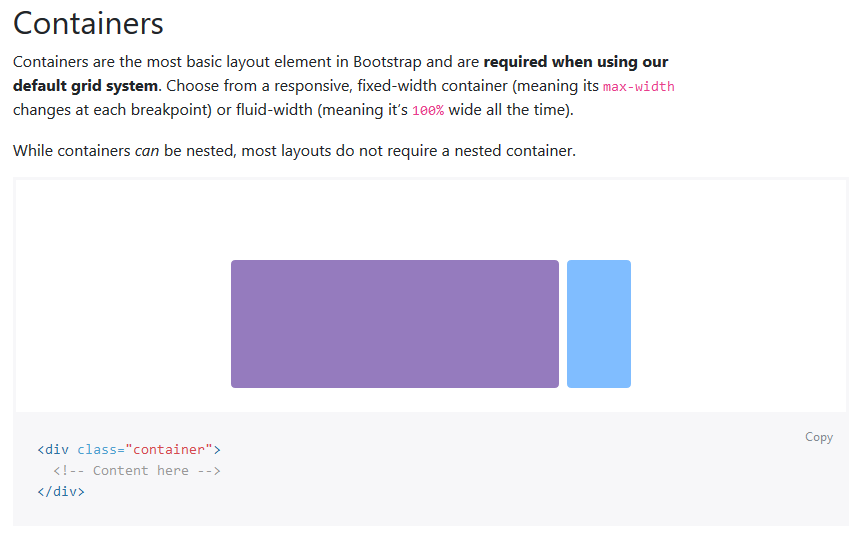 Containers
Containers are the most basic layout element in Bootstrap and are required when using our
default grid system. Choose from a responsive, fixed-width container (meaning its max-width
changes at each breakpoint) or fluid-width (meaning it’s 100% wide all the time).
While containers can be nested, most layouts do not require a nested container.
Copy
<div class="container">
  <!-- Content here -->
</div>